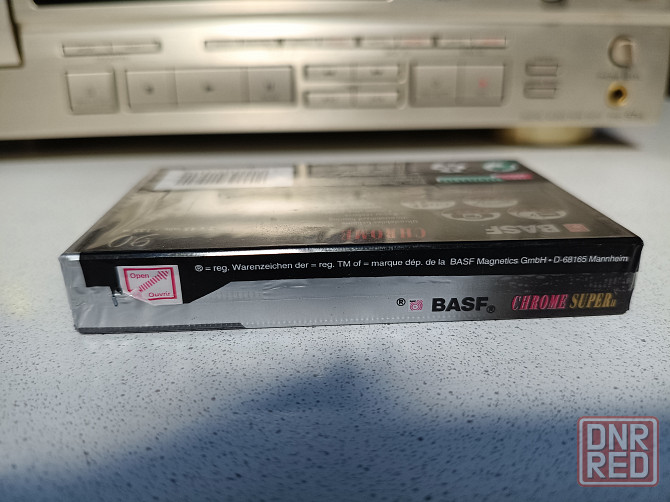 90
CHROME
BASF
Open
Ouvrir
® = reg. Warenzeichen der = reg. TM of = marque dép. de la BASF Magnetics GmbH • D-68165 Mannheim
® BASF® CHROME SUPER
DNR
RED